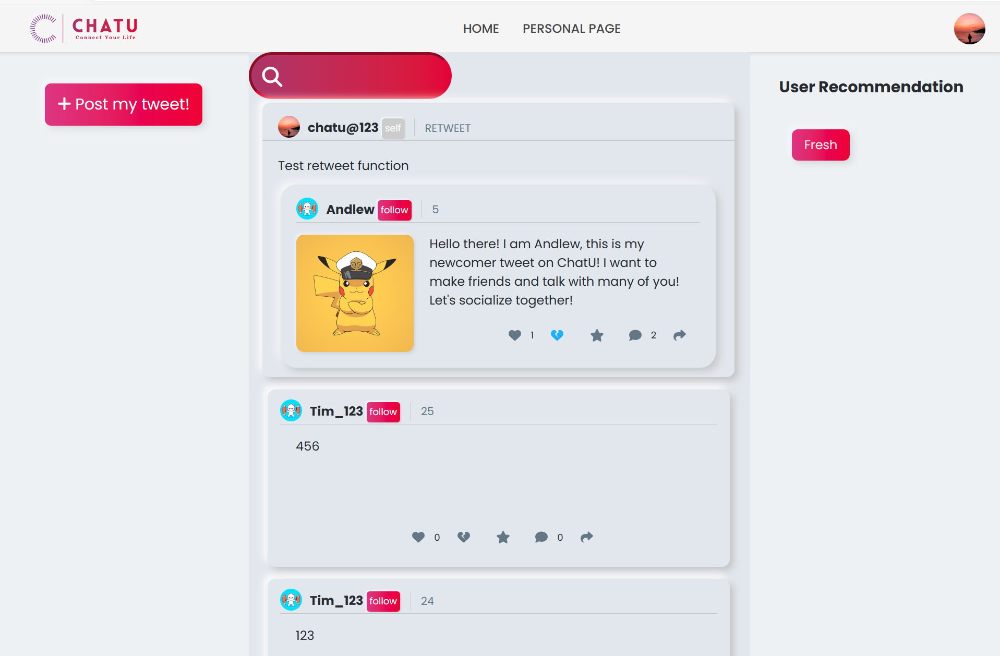 CHATU
Connect Your Life
HOME
PERSONAL PAGE
+ Post my tweet!
User Recommendation
Fresh
chatu@123 self RETWEET
Test retweet function
Andlew follow 5
Hello there! I am Andlew, this is my
newcomer tweet on ChatU! I want to
make friends and talk with many of you!
Let's socialize together!
1 2
Tim_123 follow 25
456
0 0
Tim_123 follow 24
123